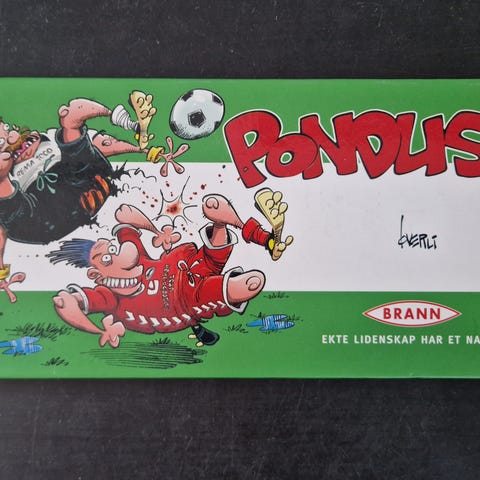 PONDUS
øverli
BRANN
EKTE LIDENSKAP HAR ET NA